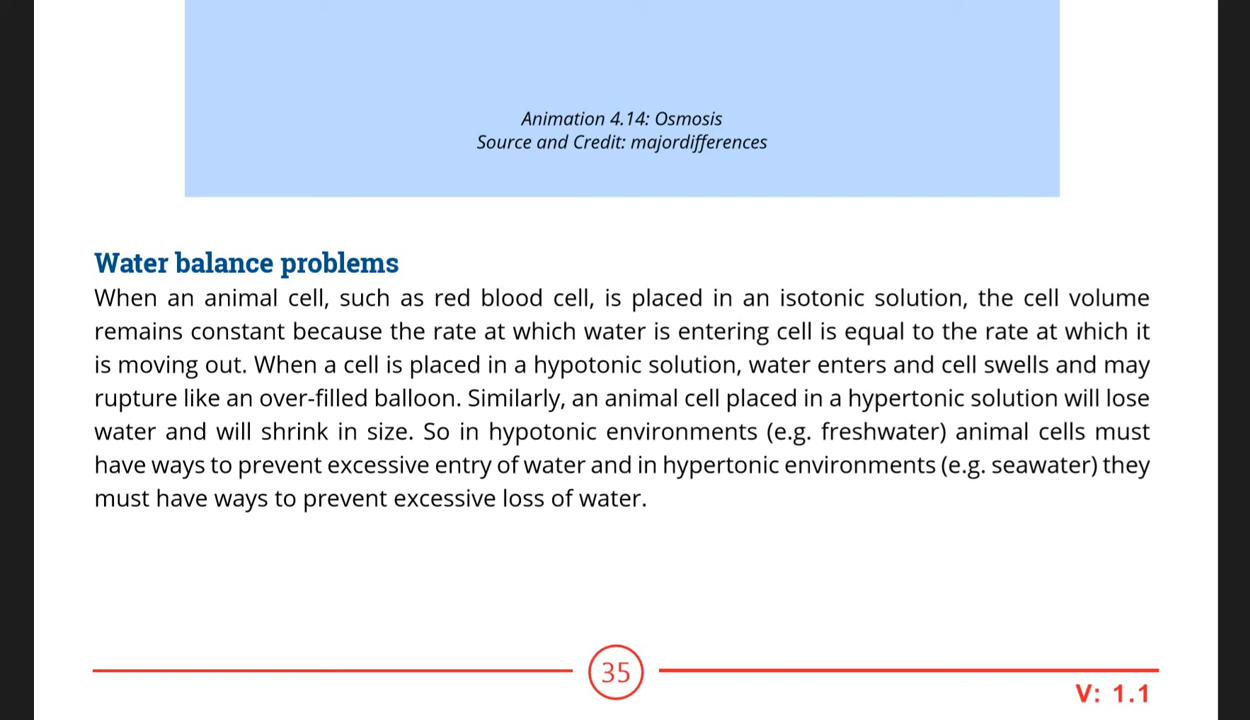 Animation 4.14: Osmosis
Source and Credit: majordifferences
Water balance problems
When an animal cell, such as red blood cell, is placed in an isotonic solution, the cell volume
remains constant because the rate at which water is entering cell is equal to the rate at which it
is moving out. When a cell is placed in a hypotonic solution, water enters and cell swells and may
rupture like an over-filled balloon. Similarly, an animal cell placed in a hypertonic solution will lose
water and will shrink in size. So in hypotonic environments (e.g. freshwater) animal cells must
have ways to prevent excessive entry of water and in hypertonic environments (e.g. seawater) they
must have ways to prevent excessive loss of water.
35
V: 1.1